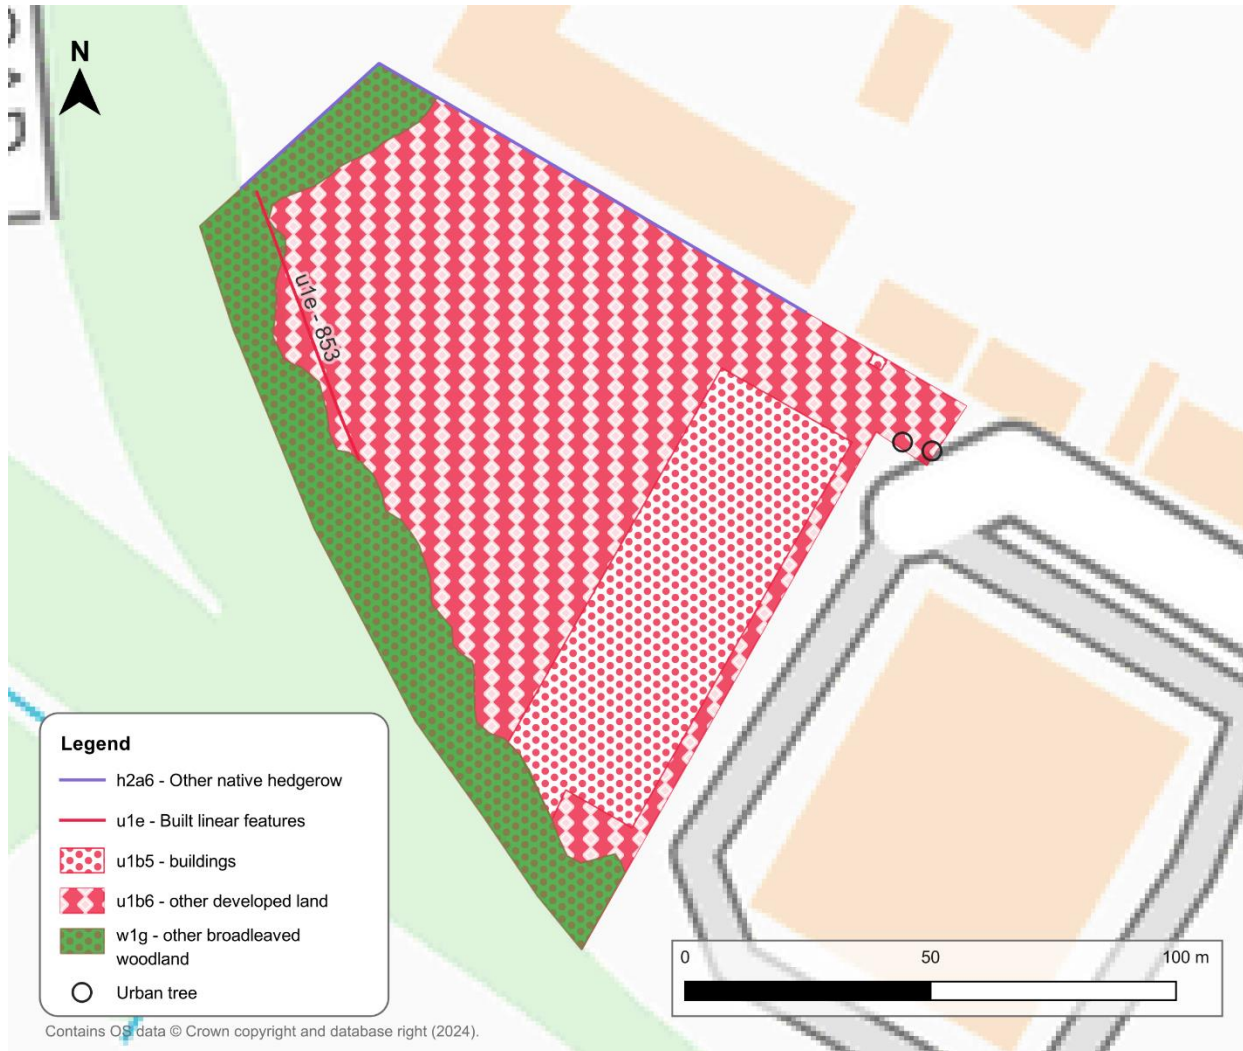 N
u1e - 853
Legend
h2a6 - Other native hedgerow
u1e - Built linear features
u1b5 - buildings
u1b6 - other developed land
w1g - other broadleaved
woodland
Urban tree
0 50 100 m
Contains OS data © Crown copyright and database right (2024).